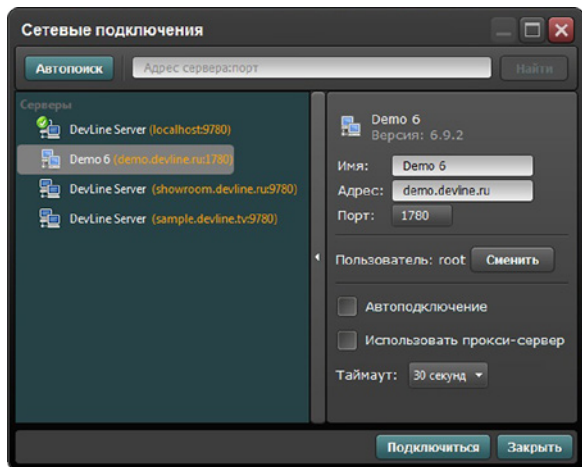 Сетевые подключения
Автопоиск
Адрес сервера:порт
Найти
Серверы
DevLine Server (localhost:9780)
Demo 6 (demo.devline.ru:1780)
DevLine Server (showroom.devline.ru:9780)
DevLine Server (sample.devline.tv:9780)
Demo 6
Версия: 6.9.2
Имя: Demo 6
Адрес: demo.devline.ru
Порт: 1780
Пользователь: root Сменить
Автоподключение
Использовать прокси-сервер
Таймаут: 30 секунд
Подключиться Закрыть